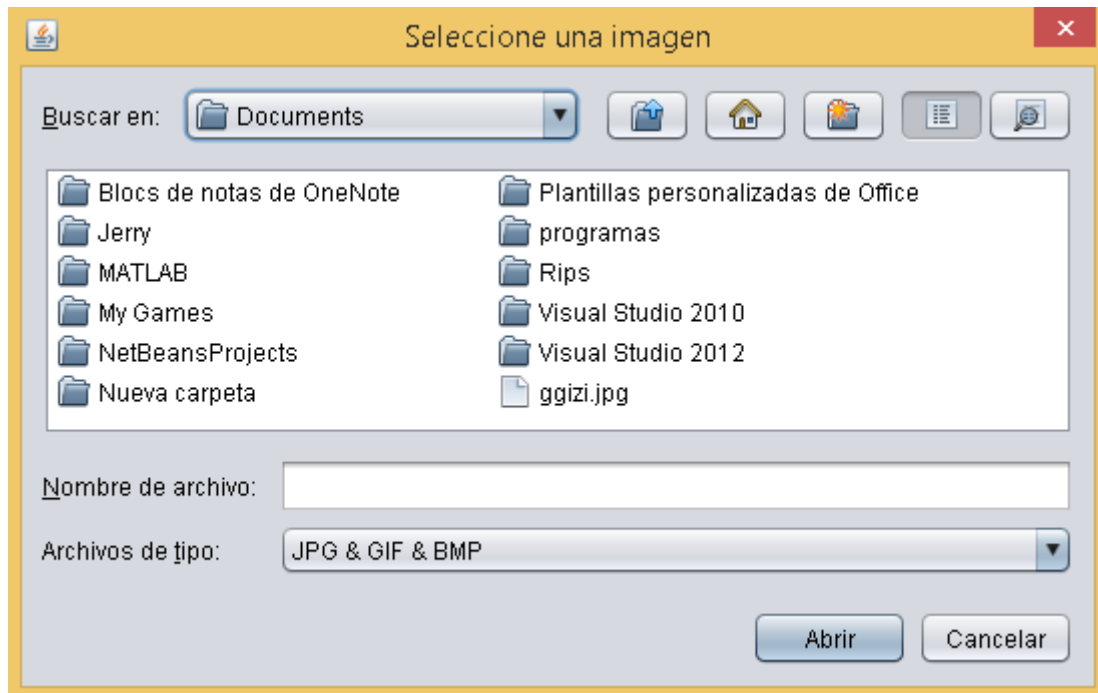 Seleccione una imagen
Buscar en: Documents
Blocs de notas de OneNote
Jerry
MATLAB
My Games
NetBeansProjects
Nueva carpeta
Plantillas personalizadas de Office
programas
Rips
Visual Studio 2010
Visual Studio 2012
ggizi.jpg
Nombre de archivo:
Archivos de tipo: JPG & GIF & BMP
Abrir Cancelar